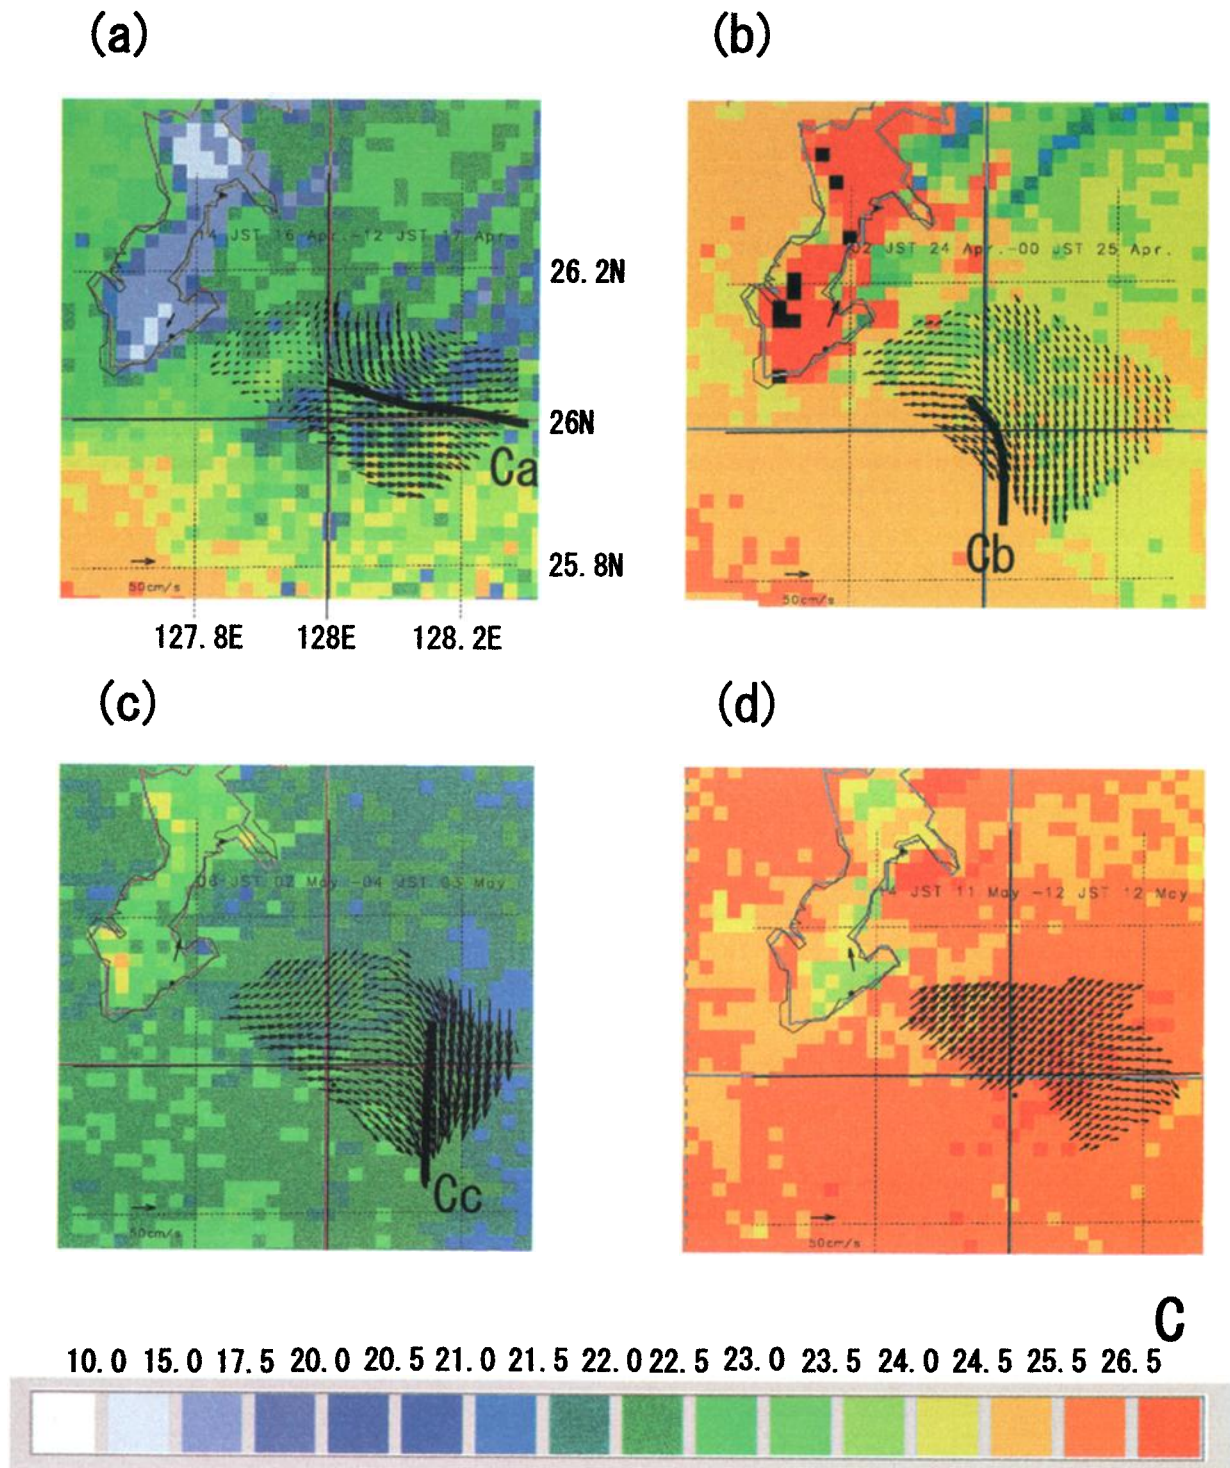 (a)
(b)
14 JST 16 Apr.-12 JST 17 Apr.
02 JST 24 Apr.-00 JST 25 Apr.
26.2N
26N
Ca
25.8N
50cm/s
Cb
50cm/s
127.8E 128E 128.2E
(c)
(d)
08 JST 02 May -04 JST 03 May
14 JST 11 May -12 JST 12 May
Cc
50cm/s
50cm/s
C
10.0 15.0 17.5 20.0 20.5 21.0 21.5 22.0 22.5 23.0 23.5 24.0 24.5 25.5 26.5